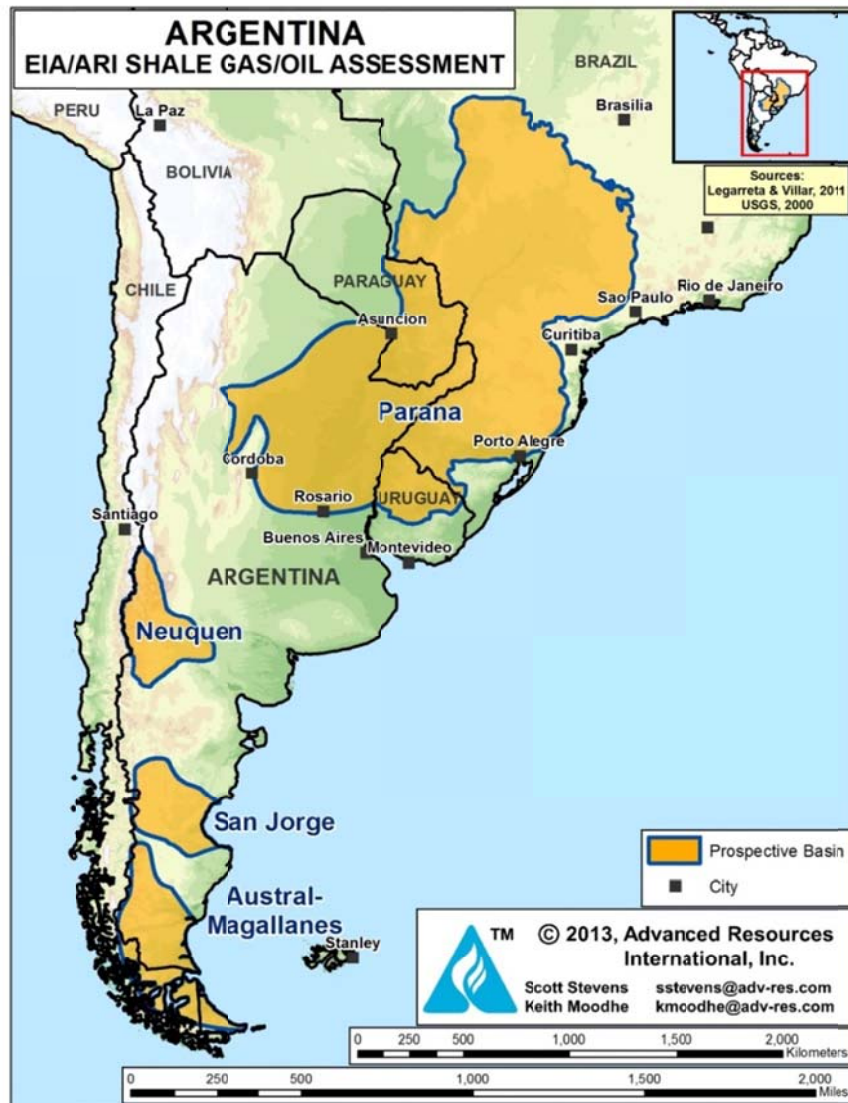 ARGENTINA
EIA/ARI SHALE GAS/OIL ASSESSMENT
BRAZIL
PERU
La Paz
Brasilia
BOLIVIA
Sources:
Legarreta & Villar, 2011
USGS, 2000
CHILE
PARAGUAY
Asuncion
Sao Paulo
Rio de Janeiro
Curitiba
Parana
Cordoba
Porto Alegre
Rosario
URUGUAY
Santiago
Buenos Aires
Montevideo
ARGENTINA
Neuquen
San Jorge
Prospective Basin
City
Austral-
Magallanes
Stanley
TM
© 2013, Advanced Resources
International, Inc.
Scott Stevens sstevens@adv-res.com
Keith Moodhe kmoodhe@adv-res.com
0 250 500 1,000 1,500 2,000
Kilometers
0 250 500 1,000 2,000
Miles